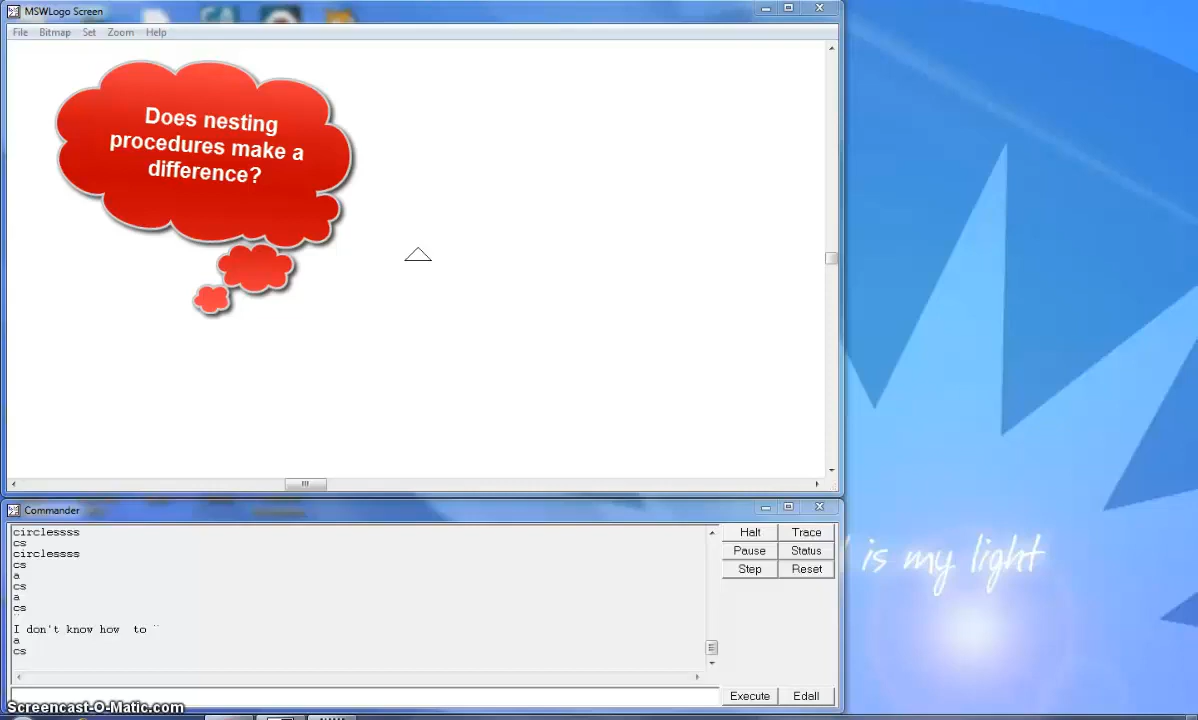 MSWLogo Screen
File Bitmap Set Zoom Help
Does nesting
procedures make a
difference?
Commander
circlessss
cs
circlessss
cs
a
cs
a
cs
¨
I don't know how  to ¨
a
cs
Halt Trace
Pause Status
Step Reset
Execute Edall
is my light
Screencast-O-Matic.com